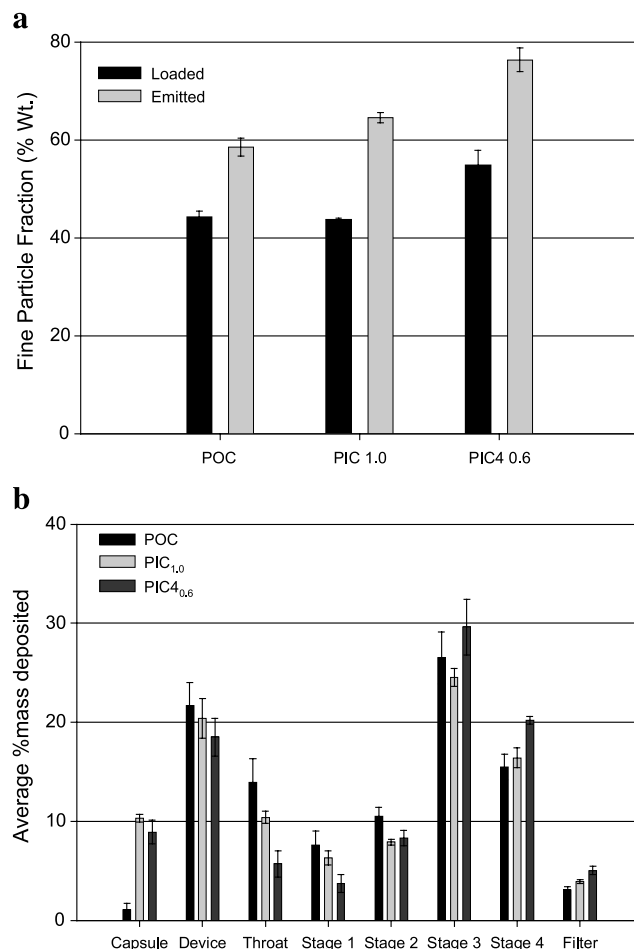 a
80
Loaded
Emitted
60
40
20
0
Fine Particle Fraction (% Wt.)
POC PIC 1.0 PIC4 0.6
b
40
POC
PIC1.0
PIC40.6
30
20
10
0
Average %mass deposited
Capsule Device Throat Stage 1 Stage 2 Stage 3 Stage 4 Filter